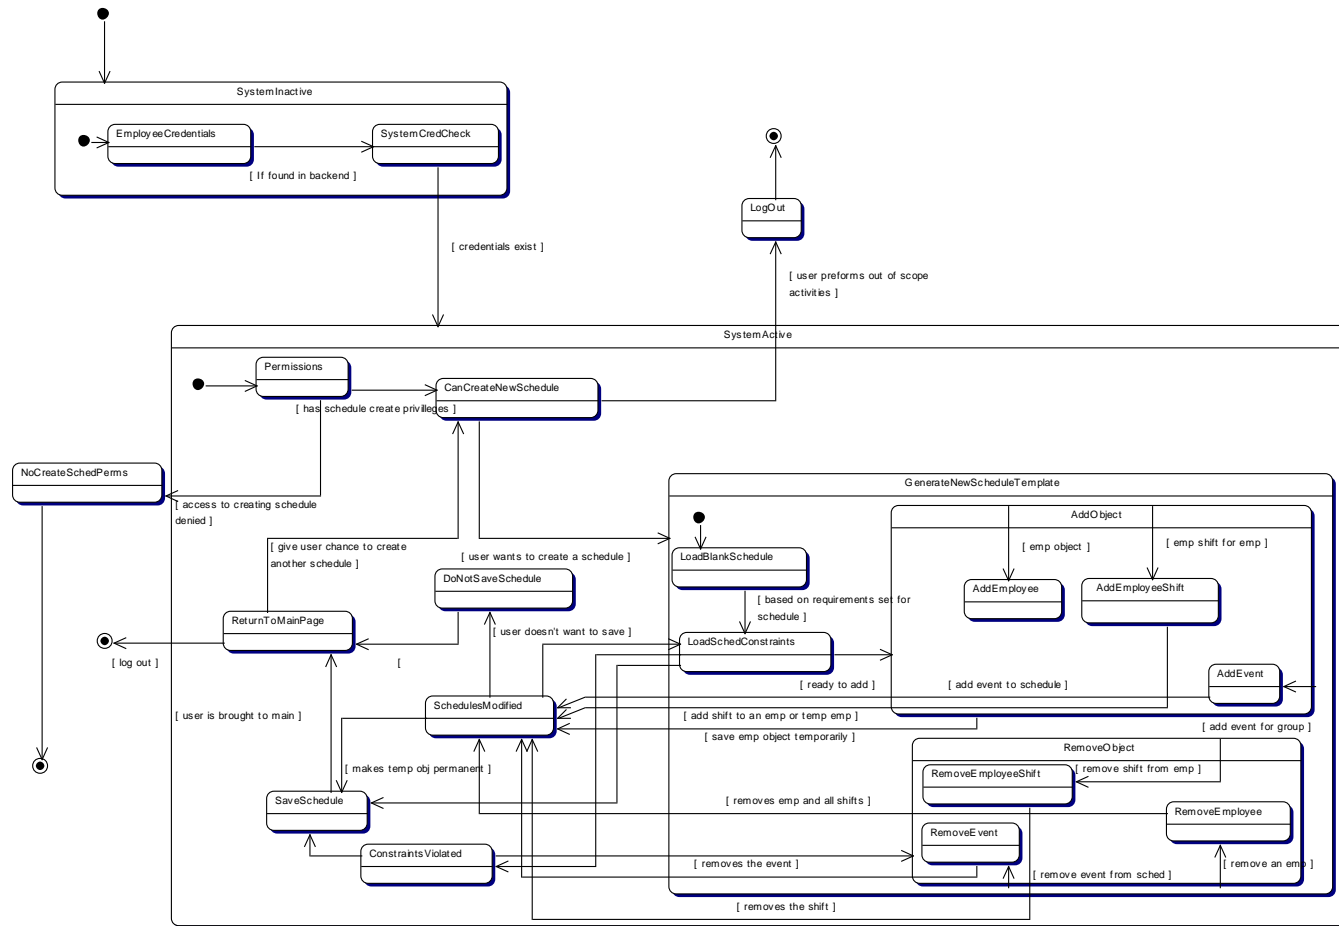 SystemInactive
EmployeeCredentials
SystemCredCheck
[ If found in backend ]
LogOut
[ credentials exist ]
[ user preforms out of scope
activities ]
SystemActive
Permissions
CanCreateNewSchedule
[ has schedule create privilleges ]
NoCreateSchedPerms
[ access to creating schedule
denied ]
GenerateNewScheduleTemplate
AddObject
[ give user chance to create
another schedule ]
[ user wants to create a schedule ]
LoadBlankSchedule
[ emp object ]
[ emp shift for emp ]
DoNotSaveSchedule
AddEmployee
AddEmployeeShift
[ based on requirements set for
schedule ]
ReturnToMainPage
[ user doesn't want to save ]
LoadSchedConstraints
[ log out ]
[
[ ready to add ]
[ add event to schedule ]
AddEvent
SchedulesModified
[ user is brought to main ]
[ add shift to an emp or temp emp ]
[ add event for group ]
[ save emp object temporarily ]
RemoveObject
[ makes temp obj permanent ]
RemoveEmployeeShift
[ remove shift from emp ]
SaveSchedule
[ removes emp and all shifts ]
RemoveEmployee
RemoveEvent
ConstraintsViolated
[ removes the event ]
[ remove an emp ]
[ remove event from sched ]
[ removes the shift ]